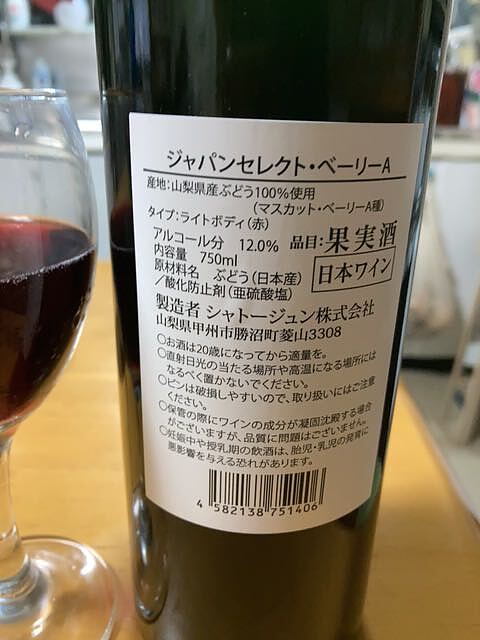 ジャパンセレクト・ベーリーA
産地:山梨県産ぶどう100%使用
(マスカット・ベーリーA種)
タイプ:ライトボディ(赤)
アルコール分 12.0% 品目:果実酒
内容量 750ml
原材料名 ぶどう(日本産)
日本ワイン
/酸化防止剤(亜硫酸塩)
製造者 シャトージュン株式会社
山梨県甲州市勝沼町菱山3308
○お酒は20歳になってから適量を。
○直射日光の当たる場所や高温になる場所には
なるべく置かないでください。
○ビンは破損しやすいので、取り扱いにはご注意
ください。
○保管の際にワインの成分が凝固沈殿する場合
がございますが、品質に問題はございません。
○妊娠中や授乳期の飲酒は、胎児・乳児の発育に
悪影響を与える恐れがあります。
4 582138 751406